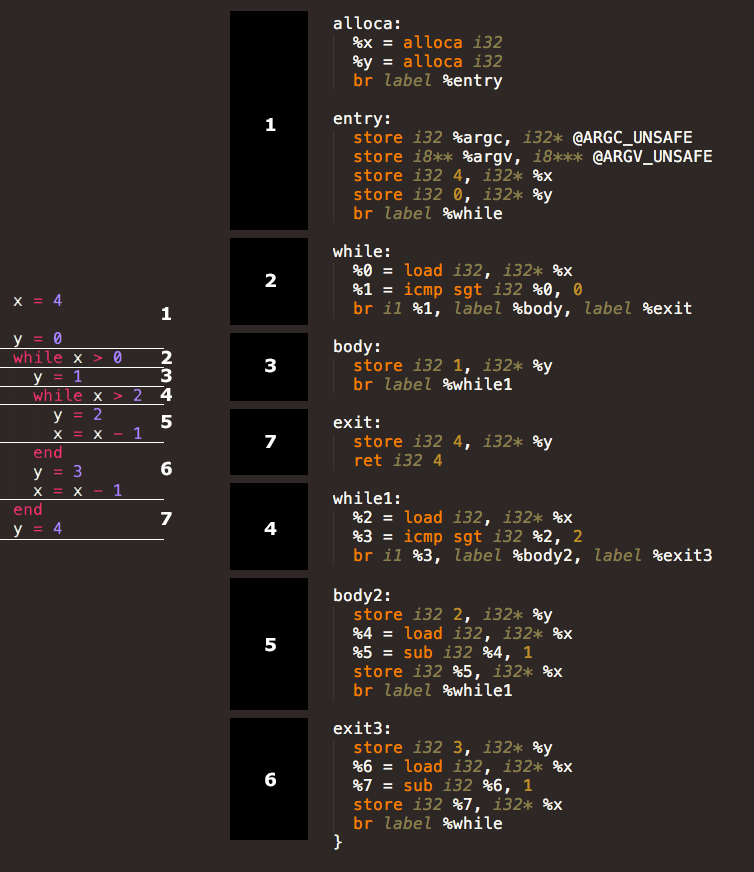 x = 4
1
y = 0
while x > 0 2
y = 1 3
while x > 2 4
y = 2
5
x = x - 1
end
6
y = 3
x = x - 1
end
7
y = 4
1
alloca:
%x = alloca i32
%y = alloca i32
br label %entry
entry:
store i32 %argc, i32* @ARGC_UNSAFE
store i8** %argv, i8*** @ARGV_UNSAFE
store i32 4, i32* %x
store i32 0, i32* %y
br label %while
2
while:
%0 = load i32, i32* %x
%1 = icmp sgt i32 %0, 0
br i1 %1, label %body, label %exit
3
body:
store i32 1, i32* %y
br label %while1
7
exit:
store i32 4, i32* %y
ret i32 4
4
while1:
%2 = load i32, i32* %x
%3 = icmp sgt i32 %2, 2
br i1 %3, label %body2, label %exit3
5
body2:
store i32 2, i32* %y
%4 = load i32, i32* %x
%5 = sub i32 %4, 1
store i32 %5, i32* %x
br label %while1
6
exit3:
store i32 3, i32* %y
%6 = load i32, i32* %x
%7 = sub i32 %6, 1
store i32 %7, i32* %x
br label %while
}